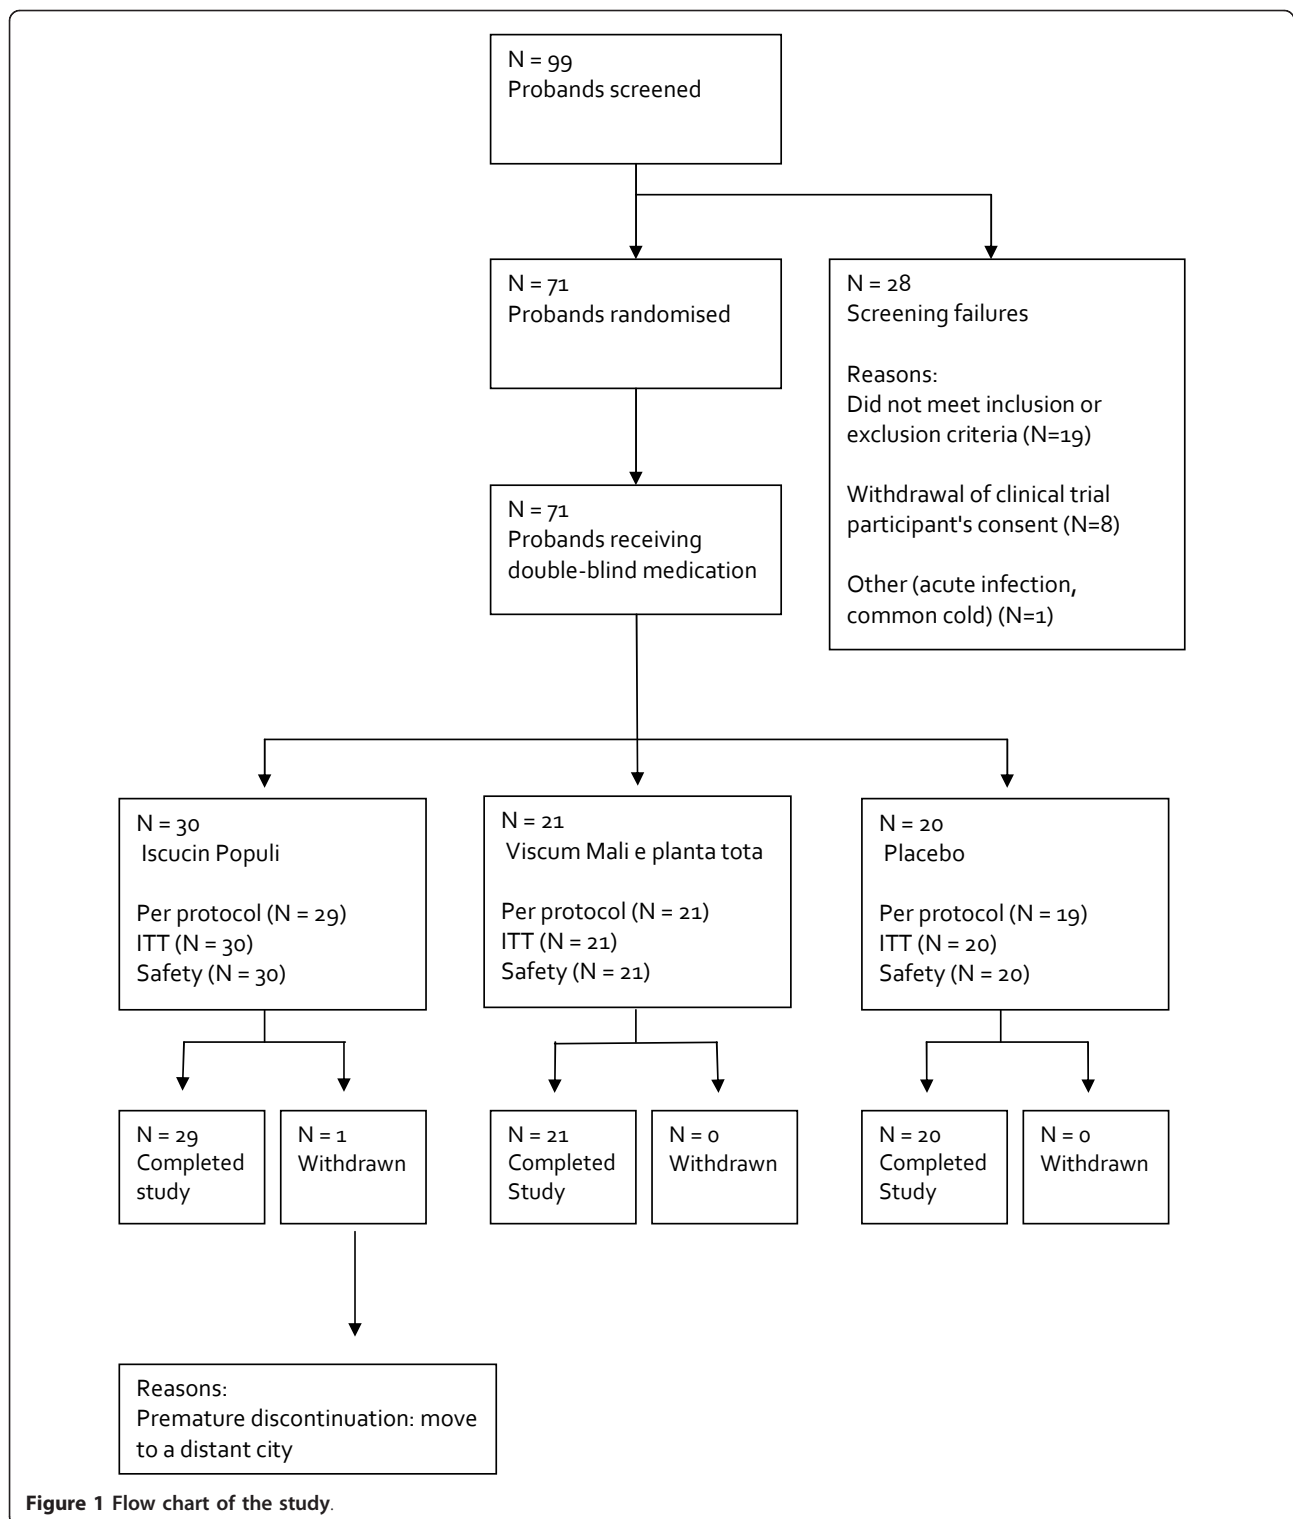 N = 99
Probands screened
N = 71
Probands randomised
N = 28
Screening failures
Reasons:
Did not meet inclusion or
exclusion criteria (N=19)
Withdrawal of clinical trial
participant's consent (N=8)
Other (acute infection,
common cold) (N=1)
N = 71
Probands receiving
double-blind medication
N = 30
Iscucin Populi
Per protocol (N = 29)
ITT (N = 30)
Safety (N = 30)
N = 21
Viscum Mali e planta tota
Per protocol (N = 21)
ITT (N = 21)
Safety (N = 21)
N = 20
Placebo
Per protocol (N = 19)
ITT (N = 20)
Safety (N = 20)
N = 29
Completed
study
N = 1
Withdrawn
N = 21
Completed
Study
N = 0
Withdrawn
N = 20
Completed
Study
N = 0
Withdrawn
Reasons:
Premature discontinuation: move
to a distant city
Figure 1 Flow chart of the study.